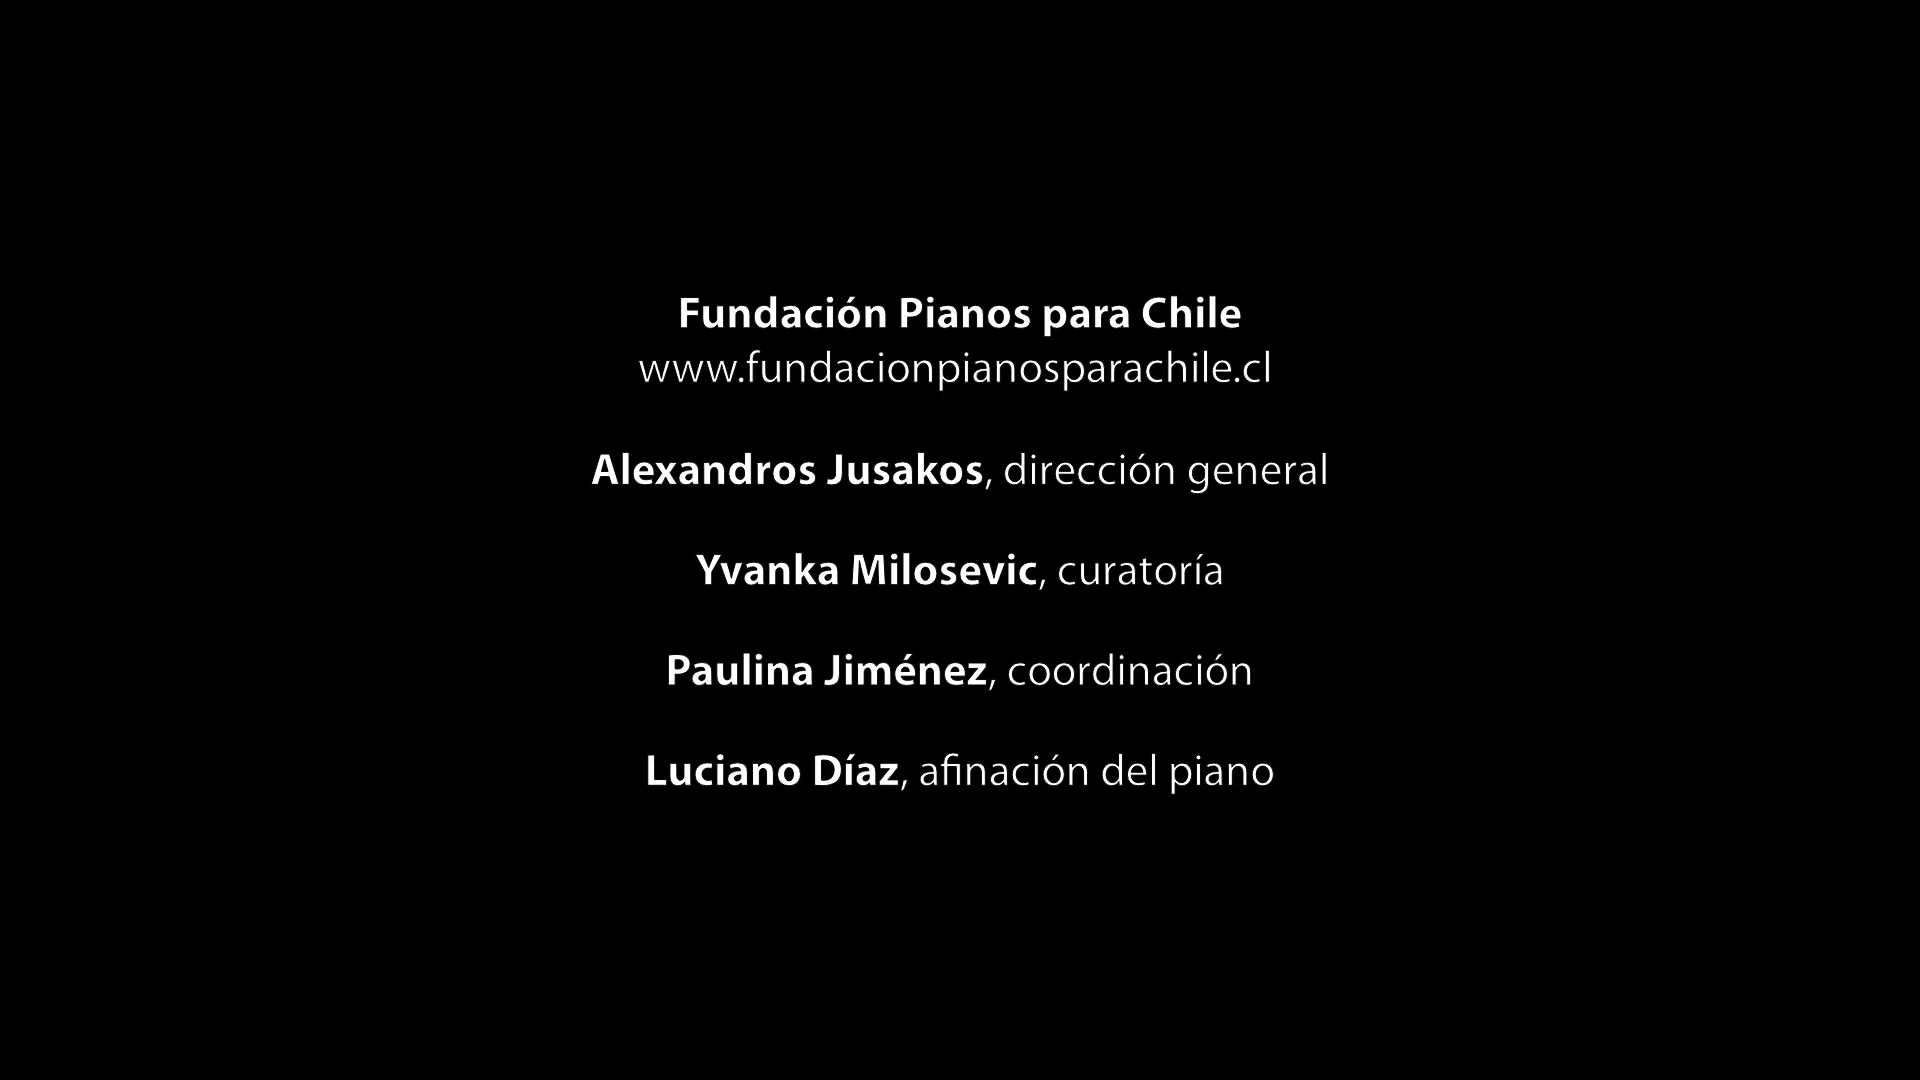 Fundación Pianos para Chile
www.fundacionpianosparachile.cl
Alexandros Jusakos, dirección general
Yvanka Milosevic, curatoría
Paulina Jiménez, coordinación
Luciano Díaz, afinación del piano